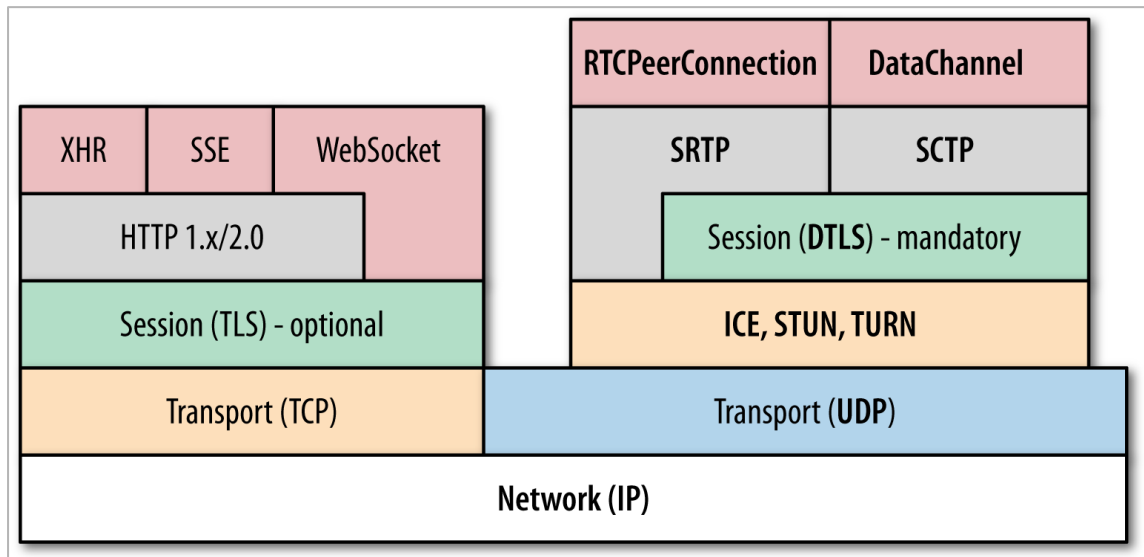 RTCPeerConnection
DataChannel
XHR
SSE
WebSocket
SRTP
SCTP
HTTP 1.x/2.0
Session (DTLS) - mandatory
Session (TLS) - optional
ICE, STUN, TURN
Transport (TCP)
Transport (UDP)
Network (IP)